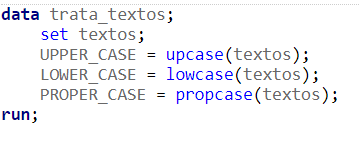 data trata_textos;
set textos;
UPPER_CASE = upcase(textos);
LOWER_CASE = lowcase(textos);
PROPER_CASE = propcase(textos);
run;